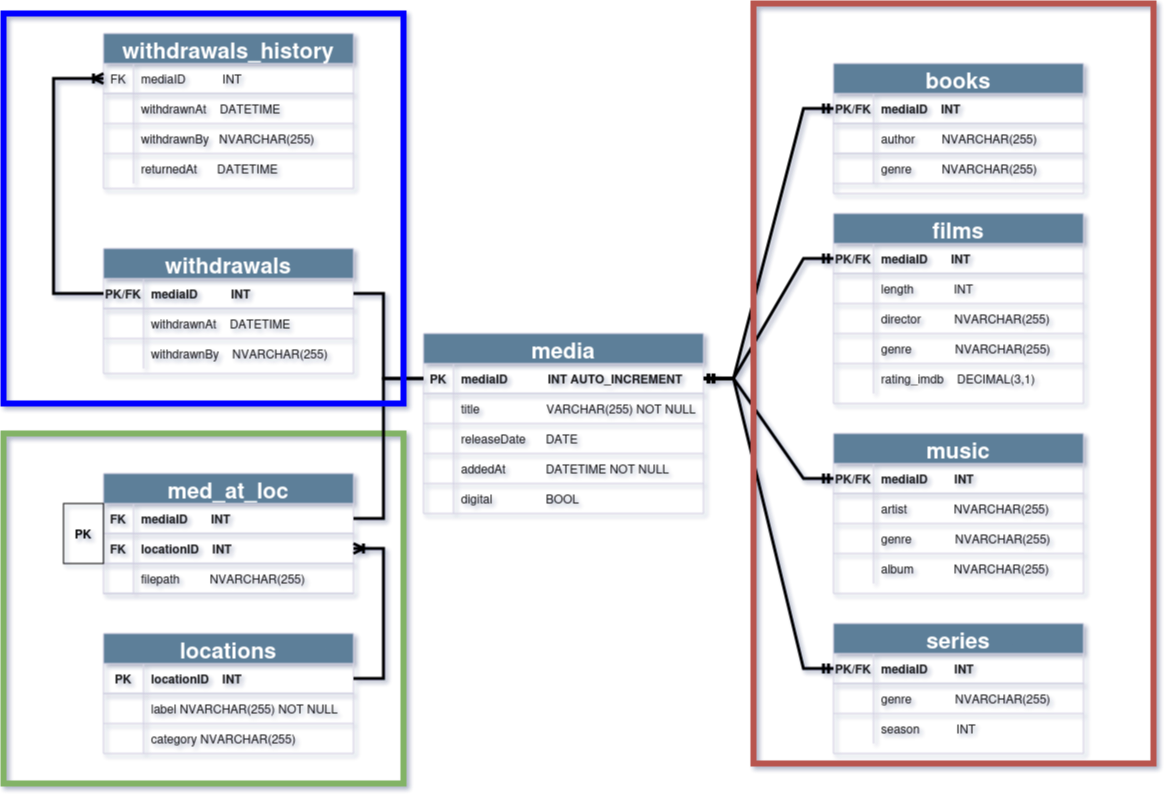 withdrawals_history
FK mediaID INT
withdrawnAt DATETIME
withdrawnBy NVARCHAR(255)
returnedAt DATETIME
withdrawals
PK/FK mediaID INT
withdrawnAt DATETIME
withdrawnBy NVARCHAR(255)
med_at_loc
PK
FK mediaID INT
FK locationID INT
filepath NVARCHAR(255)
locations
PK locationID INT
label NVARCHAR(255) NOT NULL
category NVARCHAR(255)
media
PK mediaID INT AUTO_INCREMENT
title VARCHAR(255) NOT NULL
releaseDate DATE
addedAt DATETIME NOT NULL
digital BOOL
books
PK/FK mediaID INT
author NVARCHAR(255)
genre NVARCHAR(255)
films
PK/FK mediaID INT
length INT
director NVARCHAR(255)
genre NVARCHAR(255)
rating_imdb DECIMAL(3,1)
music
PK/FK mediaID INT
artist NVARCHAR(255)
genre NVARCHAR(255)
album NVARCHAR(255)
series
PK/FK mediaID INT
genre NVARCHAR(255)
season INT